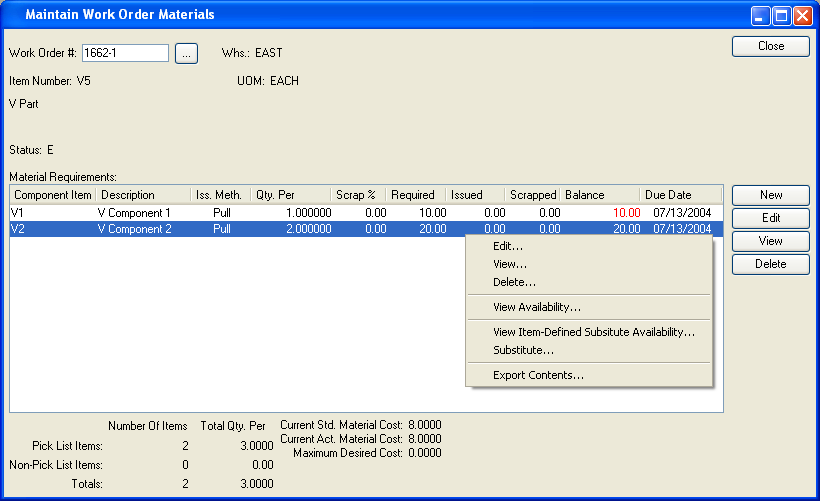 Maintain Work Order Materials
Work Order #: 1662-1 ... Whs.: EAST Close
Item Number: V5 UOM: EACH
V Part
Status: E
Material Requirements:
Component Item Description Iss. Meth. Qty. Per Scrap % Required Issued Scrapped Balance Due Date New
V1 V Component 1 Pull 1.000000 0.00 10.00 0.00 0.00 10.00 07/13/2004 Edit
V2 V Component 2 Pull 2.000000 0.00 20.00 0.00 0.00 20.00 07/13/2004 View
Delete
Edit...
View...
Delete...
View Availability...
View Item-Defined Subsitute Availability...
Substitute...
Export Contents...
Number Of Items Total Qty. Per Current Std. Material Cost: 8.0000
Current Act. Material Cost: 8.0000
Pick List Items: 2 3.0000 Maximum Desired Cost: 0.0000
Non-Pick List Items: 0 0.00
Totals: 2 3.0000